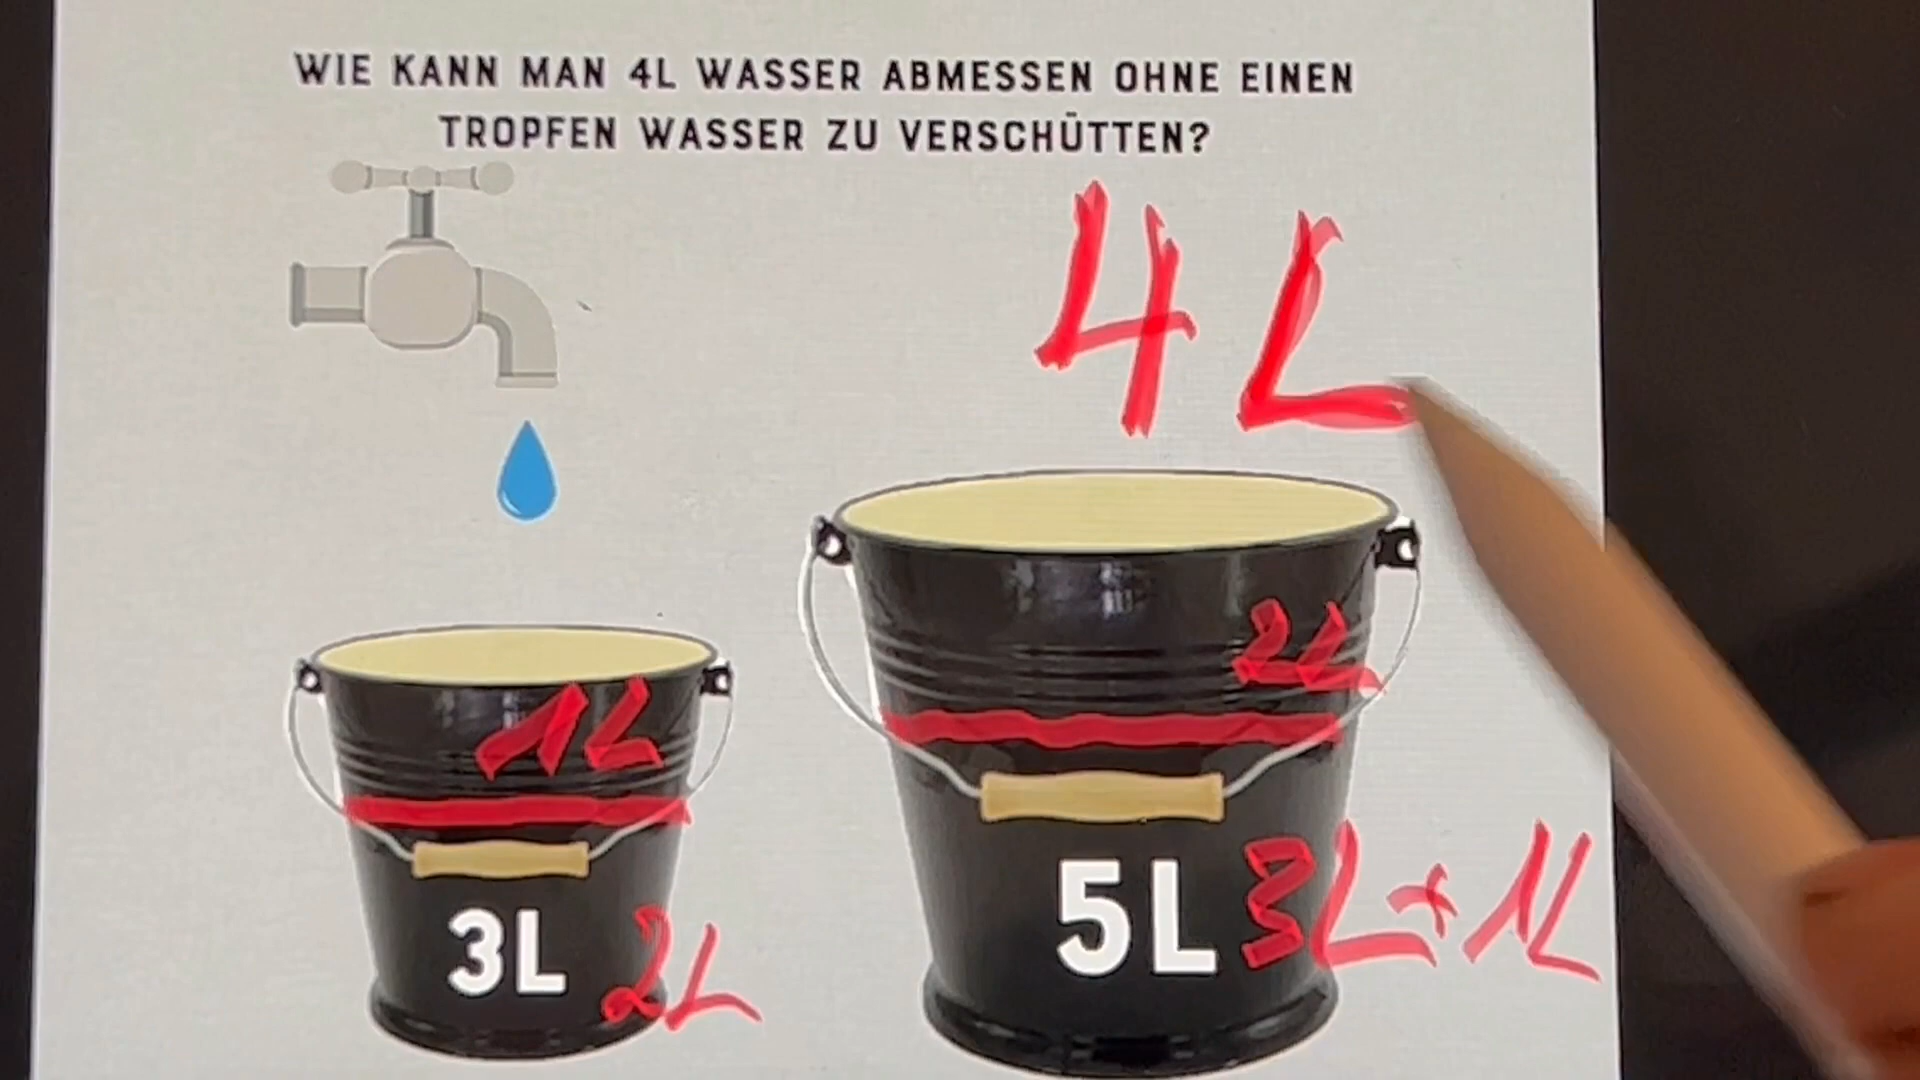 WIE KANN MAN 4L WASSER ABMESSEN OHNE EINEN
TROPFEN WASSER ZU VERSCHÜTTEN?
4L
2L
1L
5L 3L+1L
3L 2L